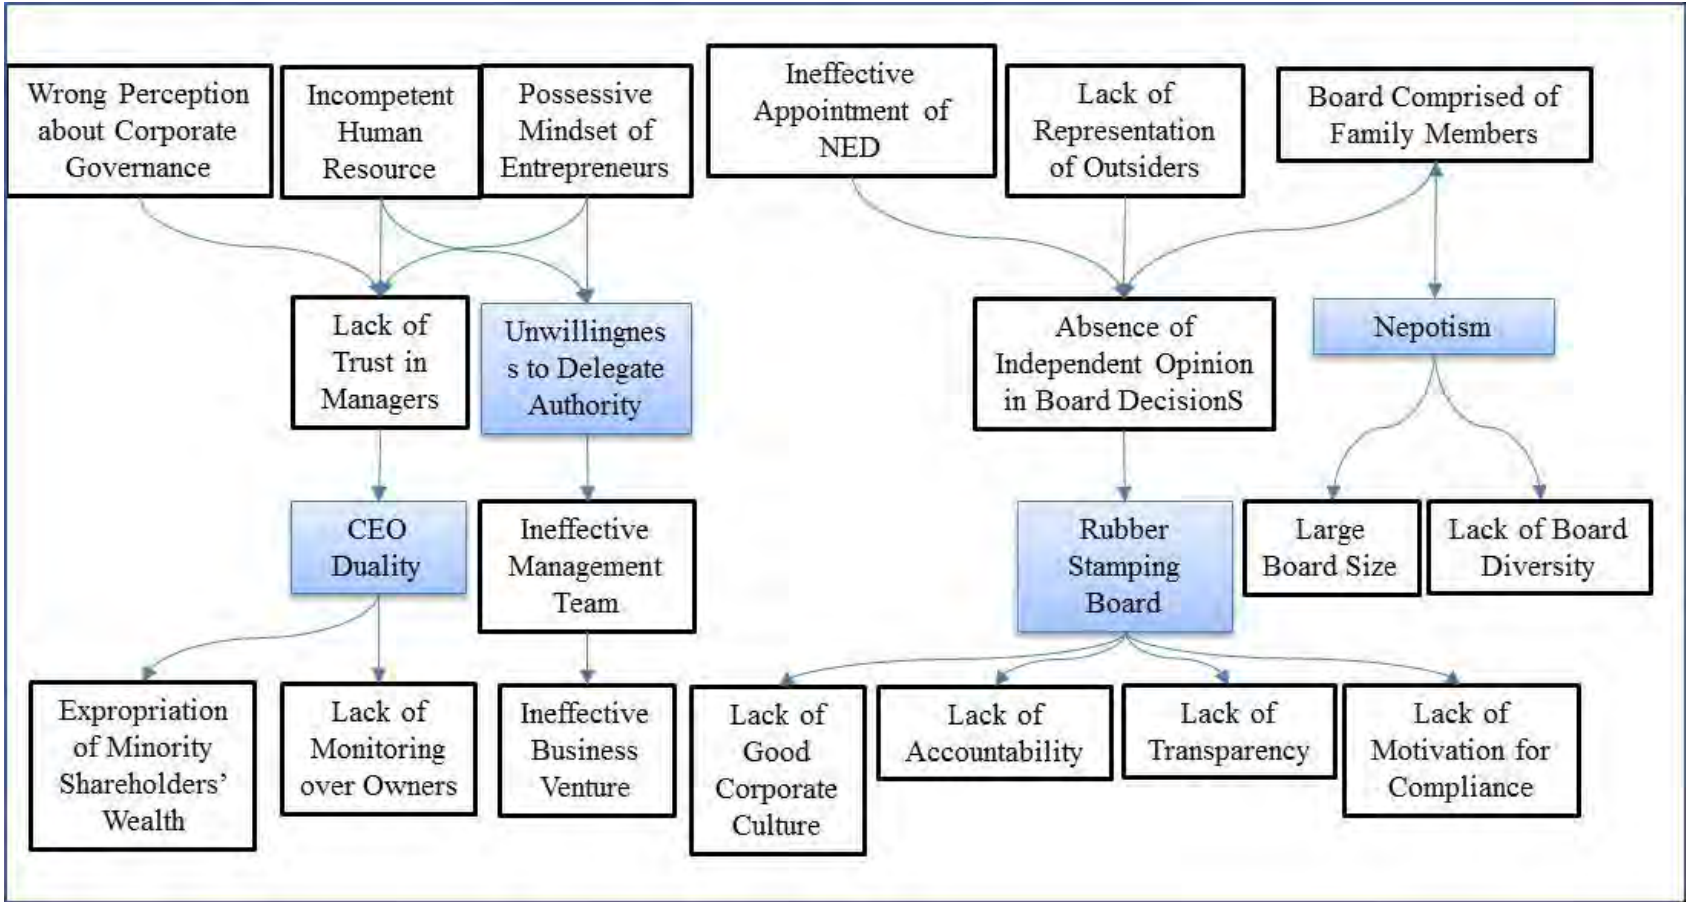 Wrong Perception
about Corporate
Governance
Incompetent
Human
Resource
Possessive
Mindset of
Entrepreneurs
Ineffective
Appointment of
NED
Lack of
Representation
of Outsiders
Board Comprised of
Family Members
Lack of
Trust in
Managers
Unwillingnes
s to Delegate
Authority
Absence of
Independent Opinion
in Board DecisionS
Nepotism
CEO
Duality
Ineffective
Management
Team
Rubber
Stamping
Board
Large
Board Size
Lack of Board
Diversity
Expropriation
of Minority
Shareholders’
Wealth
Lack of
Monitoring
over Owners
Ineffective
Business
Venture
Lack of
Good
Corporate
Culture
Lack of
Accountability
Lack of
Transparency
Lack of
Motivation for
Compliance